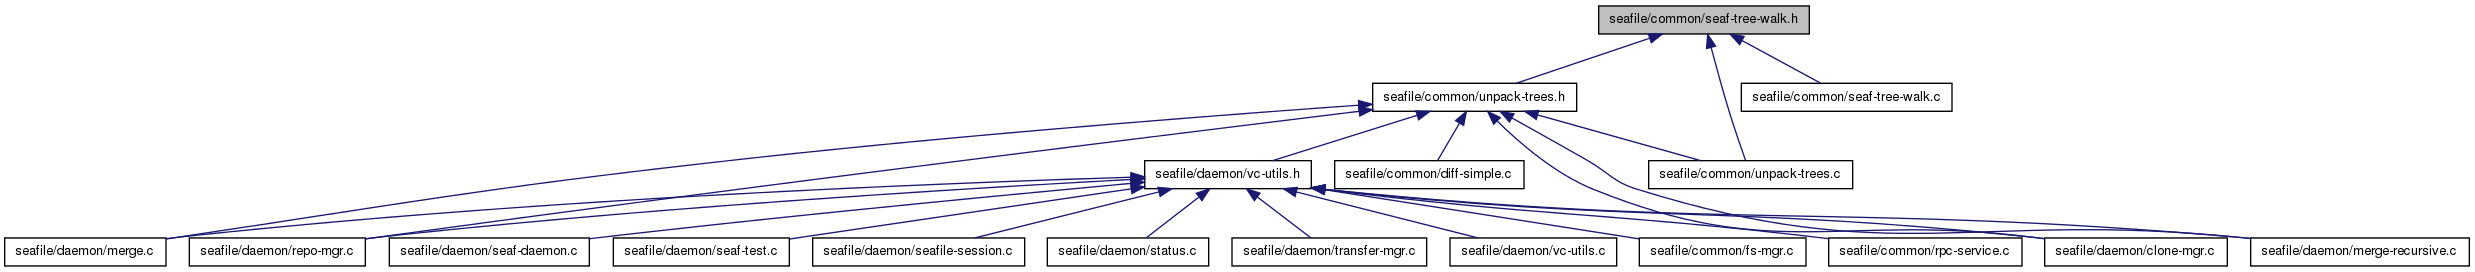 seafile/common/seaf-tree-walk.h
seafile/common/unpack-trees.h
seafile/common/seaf-tree-walk.c
seafile/daemon/vc-utils.h
seafile/common/diff-simple.c
seafile/common/unpack-trees.c
seafile/daemon/merge.c
seafile/daemon/repo-mgr.c
seafile/daemon/seaf-daemon.c
seafile/daemon/seaf-test.c
seafile/daemon/seafile-session.c
seafile/daemon/status.c
seafile/daemon/transfer-mgr.c
seafile/daemon/vc-utils.c
seafile/common/fs-mgr.c
seafile/common/rpc-service.c
seafile/daemon/clone-mgr.c
seafile/daemon/merge-recursive.c